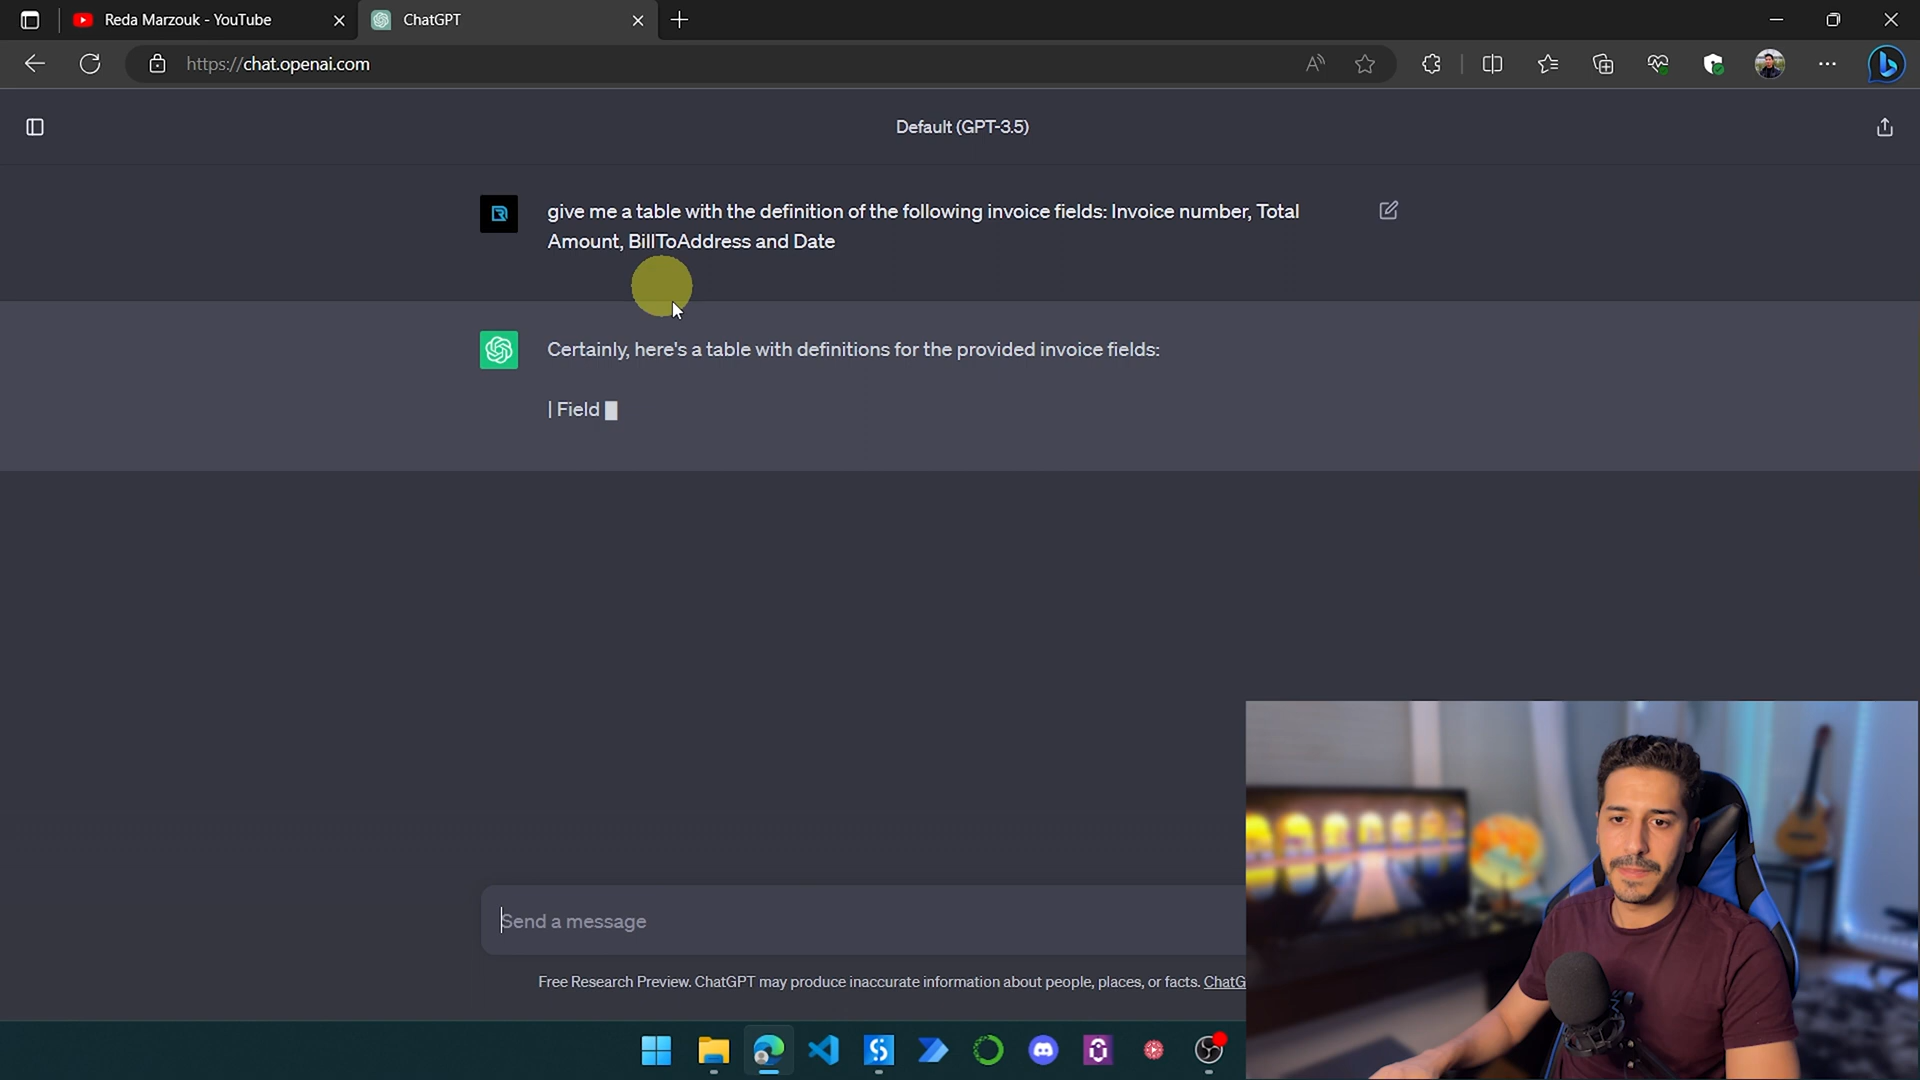 Reda Marzouk - YouTube
ChatGPT
https://chat.openai.com
Default (GPT-3.5)
give me a table with the definition of the following invoice fields: Invoice number, Total
Amount, BillToAddress and Date
Certainly, here's a table with definitions for the provided invoice fields:
| Field
Send a message
Free Research Preview. ChatGPT may produce inaccurate information about people, places, or facts. ChatG